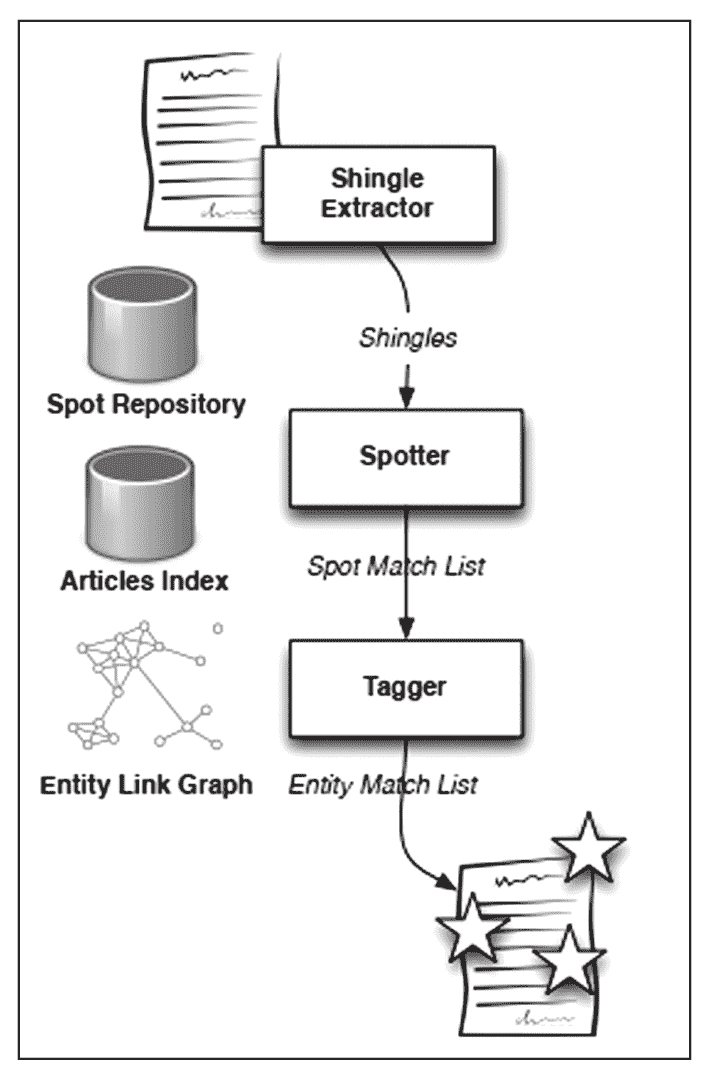 Shingle
Extractor
Shingles
Spot Repository
Spotter
Articles Index
Spot Match List
Tagger
Entity Link Graph
Entity Match List